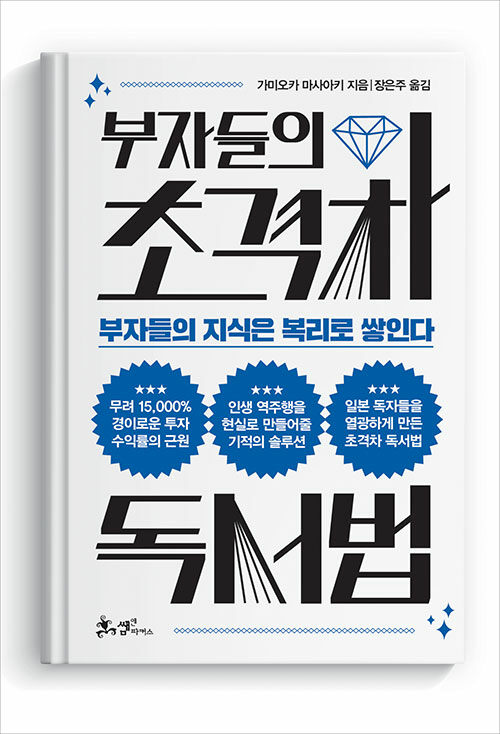 가미오카 마사아키 지음|장은주 옮김
부자들의
초격차
부자들의 지식은 복리로 쌓인다
★★★
무려 15,000%
경이로운 투자
수익률의 근원
★★★
인생 역주행을
현실로 만들어줄
기적의 솔루션
★★★
일본 독자들을
열광하게 만든
초격차 독서법
독서법
쌤앤파커스